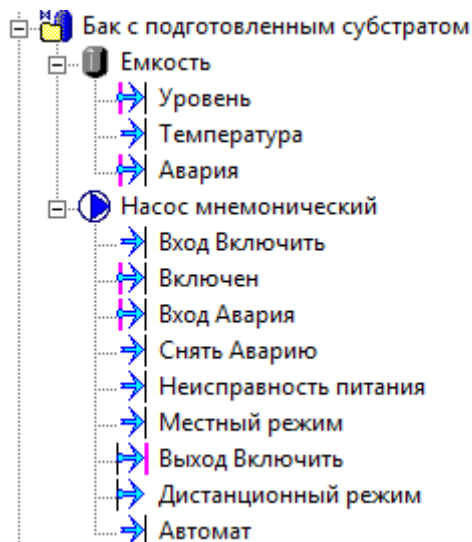 Бак с подготовленным субстратом
Емкость
Уровень
Температура
Авария
Насос мнемонический
Вход Включить
Включен
Вход Авария
Снять Аварию
Неисправность питания
Местный режим
Выход Включить
Дистанционный режим
Автомат